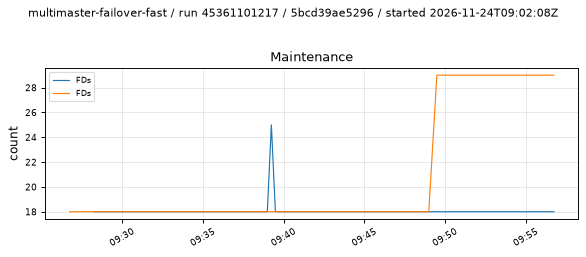 multimaster-failover-fast / run 45361101217 / 5bcd39ae5296 / started 2026-11-24T09:02:08Z
Maintenance
FDs
FDs
count
28
26
24
22
20
18
09:30
09:35
09:40
09:45
09:50
09:55